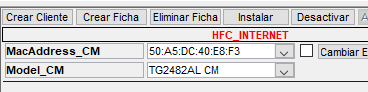 Crear Cliente Crear Ficha Eliminar Ficha Instalar Desactivar
HFC_INTERNET
MacAddress_CM 50:A5:DC:40:E8:F3 Cambiar E
Model_CM TG2482AL CM